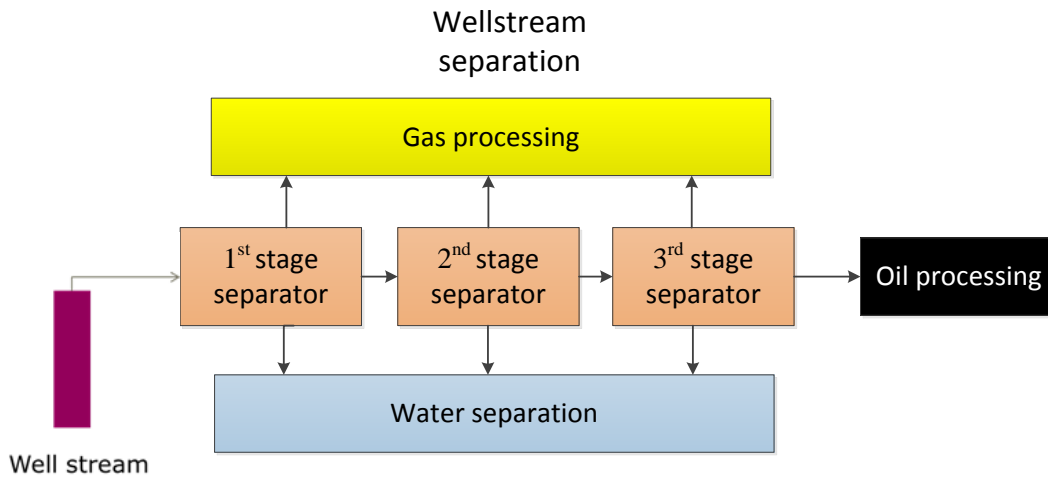 Wellstream
separation
Gas processing
1st stage
separator
2nd stage
separator
3rd stage
separator
Oil processing
Water separation
Well stream